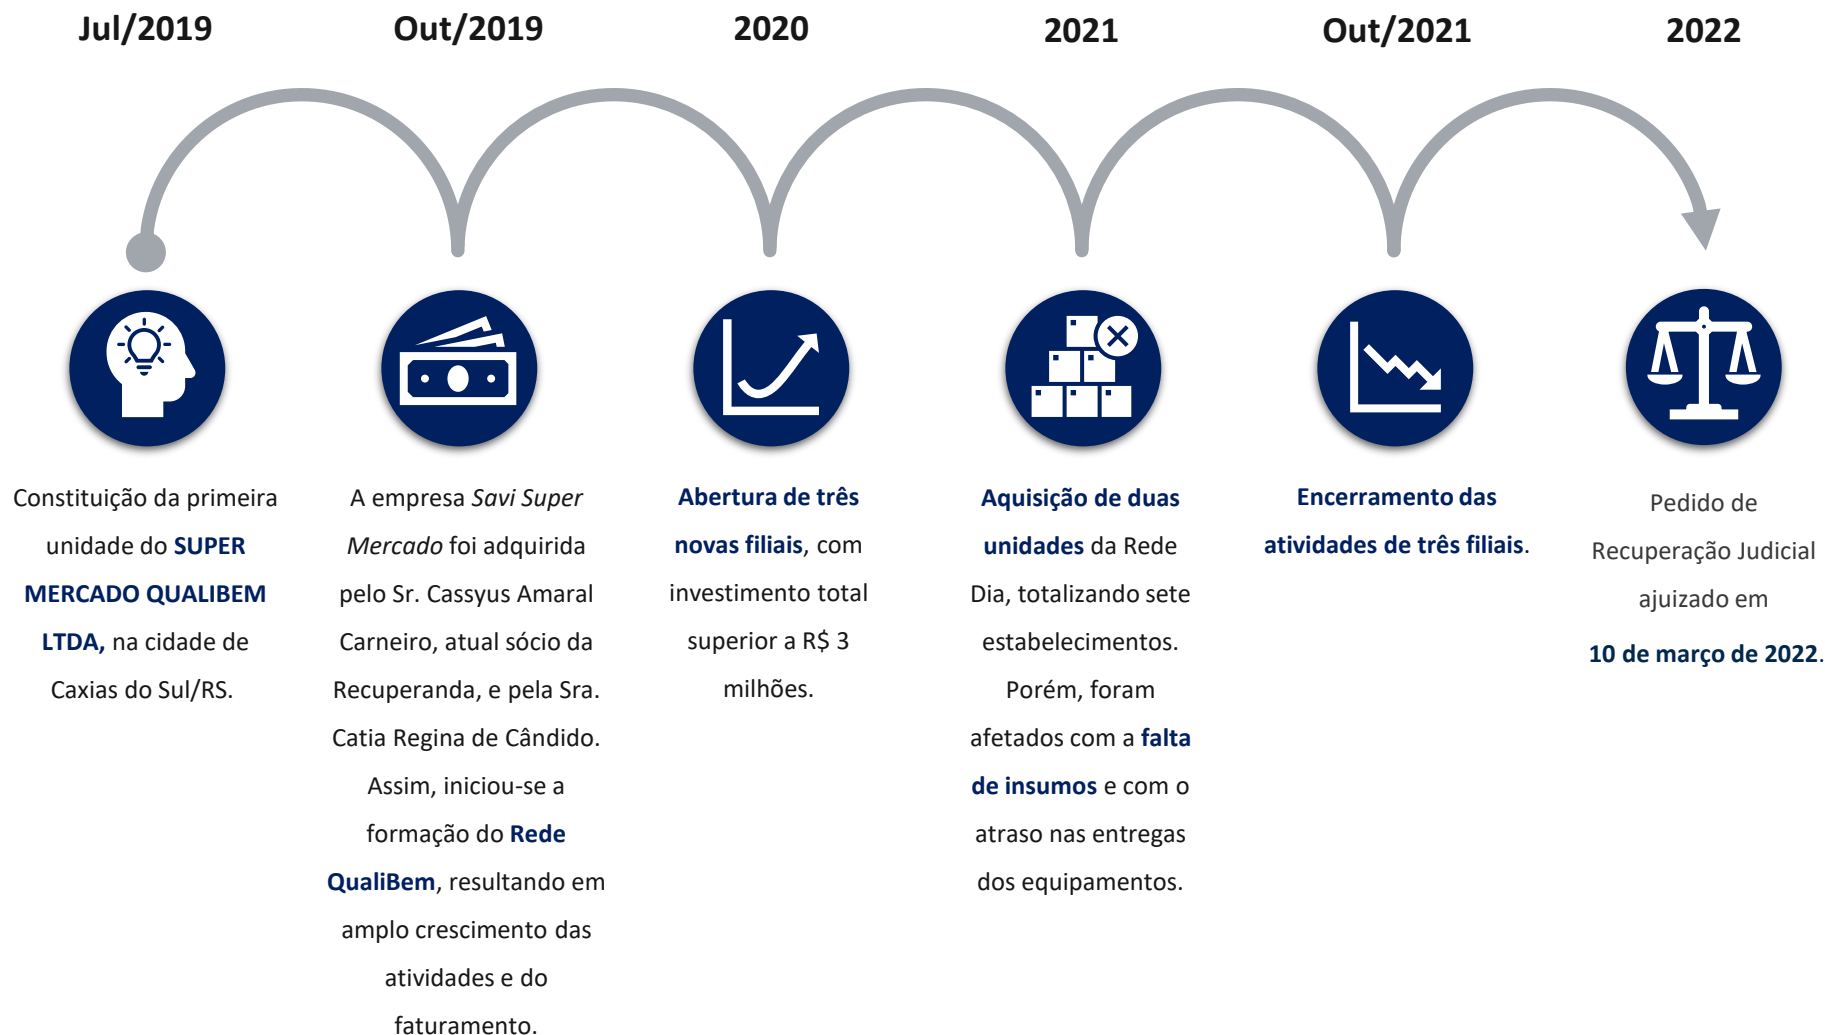 Jul/2019
Out/2019
2020
2021
Out/2021
2022
Constituição da primeira
unidade do SUPER
MERCADO QUALIBEM
LTDA, na cidade de
Caxias do Sul/RS.
A empresa Savi Super
Mercado foi adquirida
pelo Sr. Cassyus Amaral
Carneiro, atual sócio da
Recuperanda, e pela Sra.
Catia Regina de Cândido.
Assim, iniciou-se a
formação do Rede
QualiBem, resultando em
amplo crescimento das
atividades e do
faturamento.
Abertura de três
novas filiais, com
investimento total
superior a R$ 3
milhões.
Aquisição de duas
unidades da Rede
Dia, totalizando sete
estabelecimentos.
Porém, foram
afetados com a falta
de insumos e com o
atraso nas entregas
dos equipamentos.
Encerramento das
atividades de três filiais.
Pedido de
Recuperação Judicial
ajuizado em
10 de março de 2022.